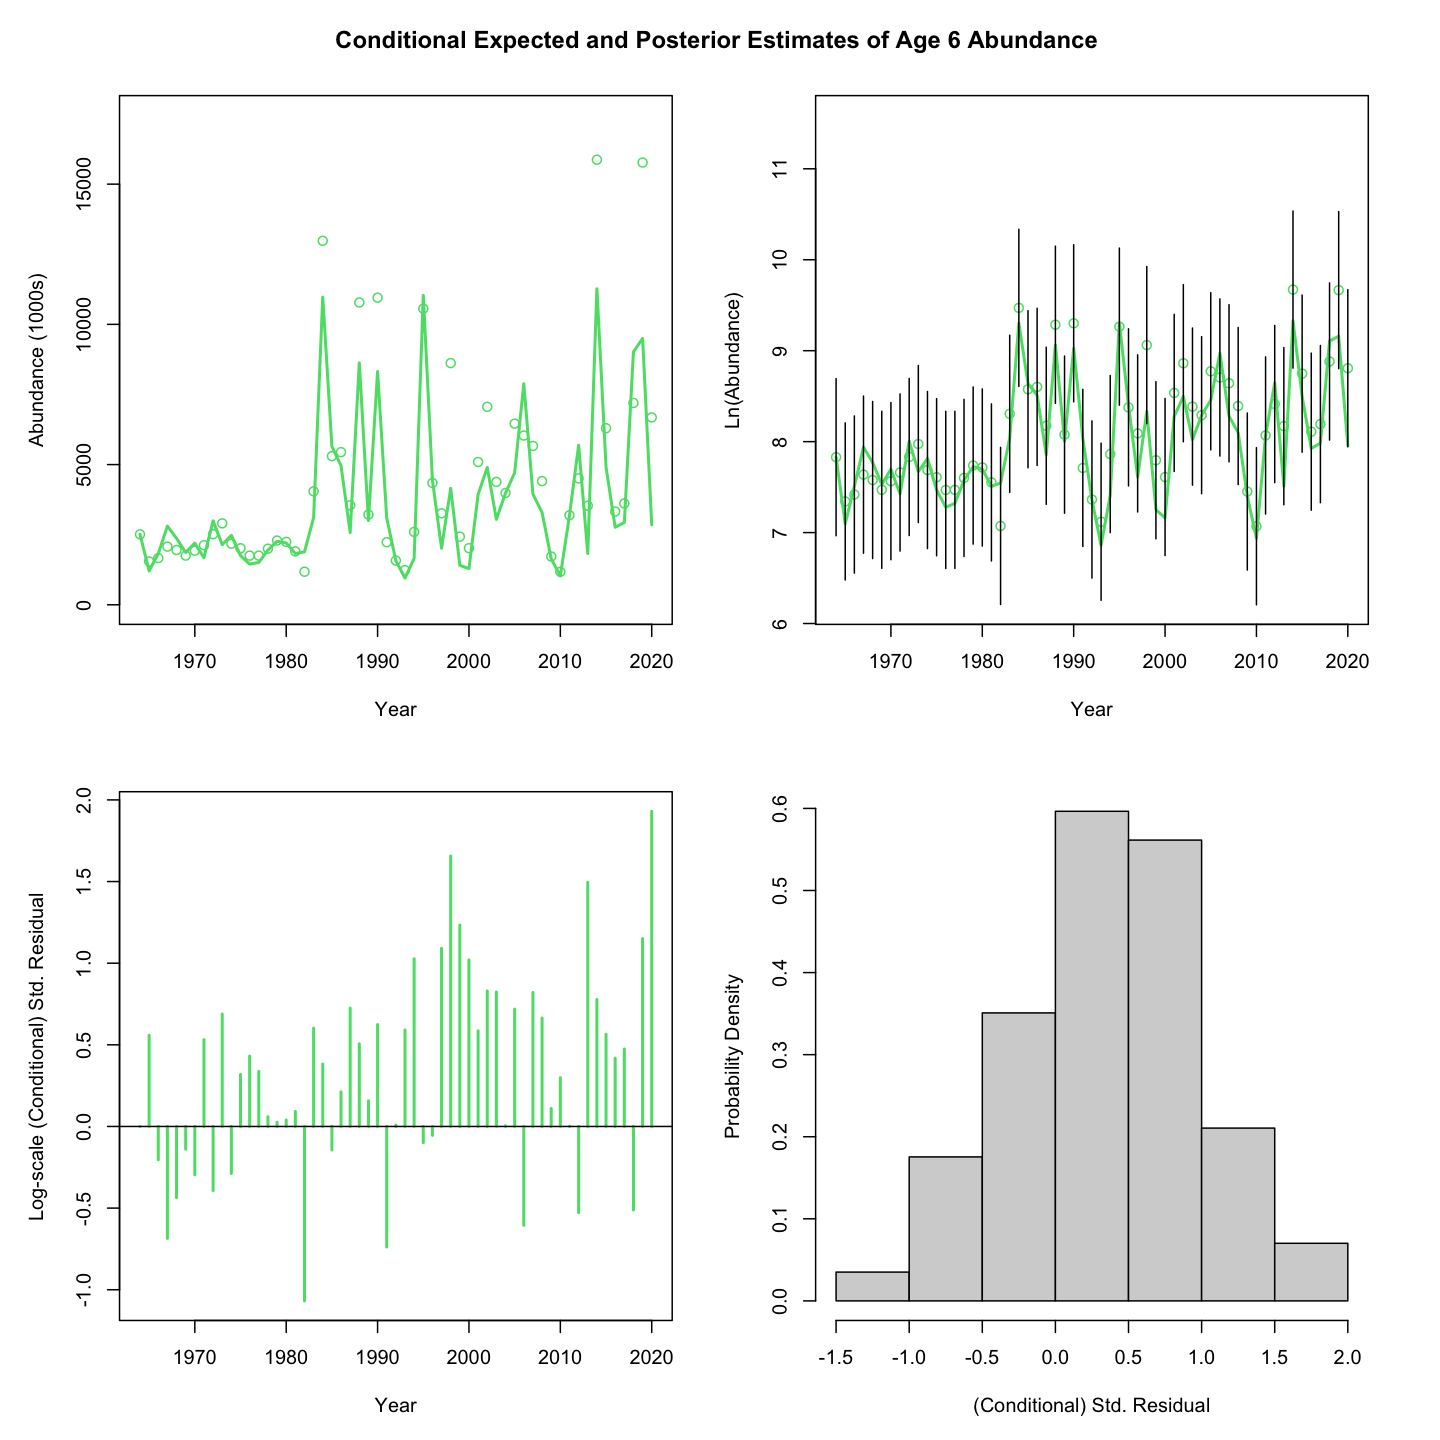 Conditional Expected and Posterior Estimates of Age 6 Abundance
Abundance (1000s)
15000
10000
5000
0
1970 1980 1990 2000 2010 2020
Year
Ln(Abundance)
11
10
9
8
7
6
1970 1980 1990 2000 2010 2020
Year
Log-scale (Conditional) Std. Residual
2.0
1.5
1.0
0.5
0.0
-0.5
-1.0
1970 1980 1990 2000 2010 2020
Year
Probability Density
0.6
0.5
0.4
0.3
0.2
0.1
0.0
-1.5 -1.0 -0.5 0.0 0.5 1.0 1.5 2.0
(Conditional) Std. Residual